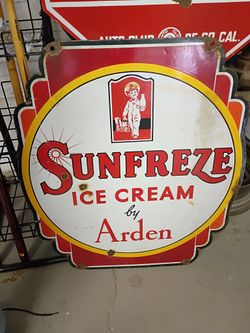 AUTO CLUB OF SO. CAL.
SUNFREZE
ICE CREAM
by
Arden